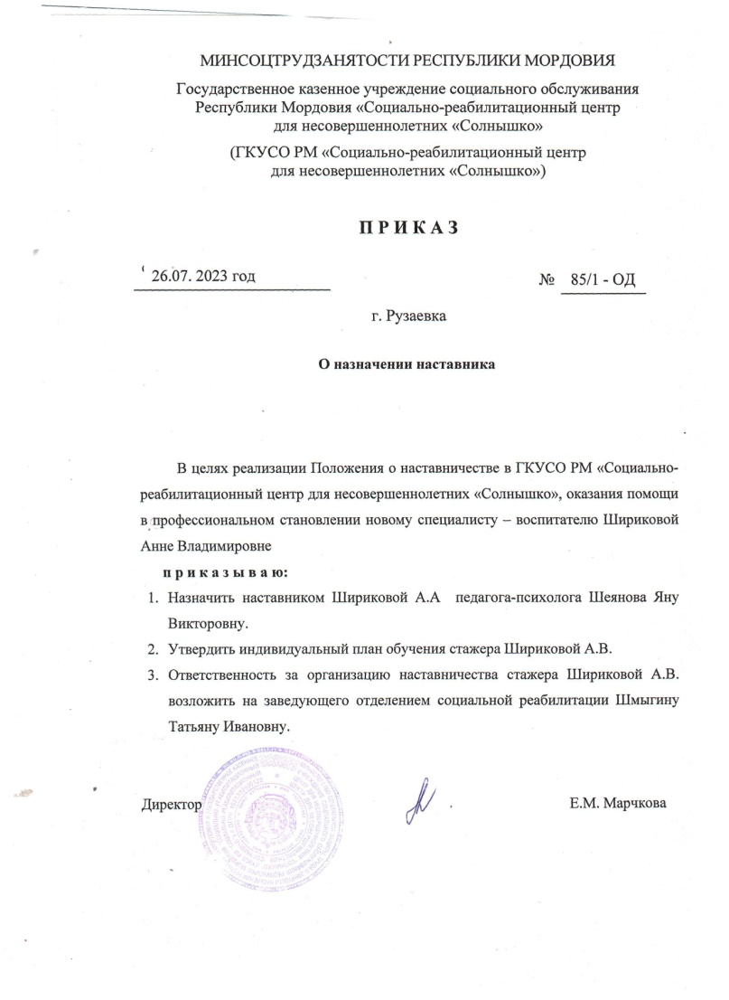 МИНСОЦТРУДЗАНЯТОСТИ РЕСПУБЛИКИ МОРДОВИЯ
Государственное казенное учреждение социального обслуживания
Республики Мордовия «Социально-реабилитационный центр
для несовершеннолетних «Солнышко»
(ГКУСО РМ «Социально-реабилитационный центр
для несовершеннолетних «Солнышко»)
П Р И К А З
26.07. 2023 год
№ 85/1 - ОД
г. Рузаевка
О назначении наставника
В целях реализации Положения о наставничестве в ГКУСО РМ «Социально-
реабилитационный центр для несовершеннолетних «Солнышко», оказания помощи
в профессиональном становлении новому специалисту – воспитателю Шириковой
Анне Владимировне
п р и к а з ы в а ю:
1. Назначить наставником Шириковой А.А педагога-психолога Шеянова Яну
Викторовну.
2. Утвердить индивидуальный план обучения стажера Шириковой А.В.
3. Ответственность за организацию наставничества стажера Шириковой А.В.
возложить на заведующего отделением социальной реабилитации Шмыгину
Татьяну Ивановну.
Директор
Е.М. Марчкова